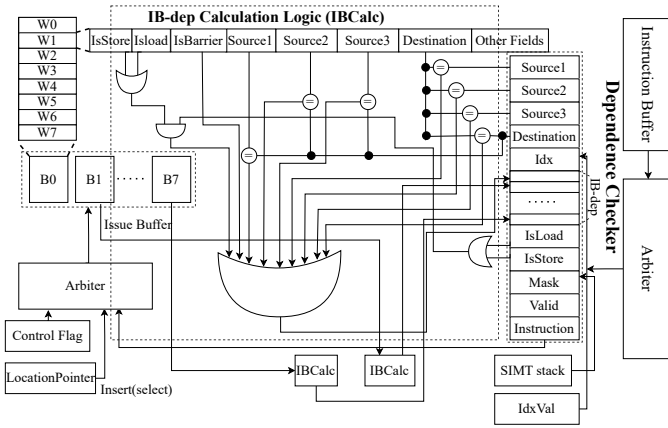 IB-dep Calculation Logic (IBCalc)
W0
W1
W2
W3
W4
W5
W6
W7
IsStore Isload IsBarrier Source1 Source2 Source3 Destination Other Fields
=
=
=
=
=
=
=
Source1
Source2
Source3
Destination
Idx
·····
IsLoad
IsStore
Mask
Valid
Instruction
IB-dep
Dependence Checker
Instruction Buffer
Arbiter
B0 B1 ····· B7
Issue Buffer
Arbiter
Control Flag
LocationPointer
Insert(select)
IBCalc
IBCalc
SIMT stack
IdxVal